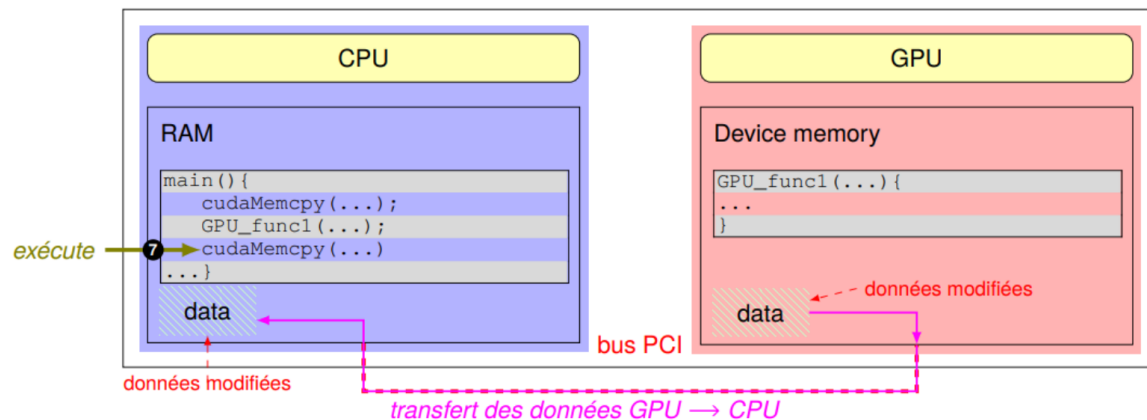 CPU
GPU
RAM
Device memory
main(){
cudaMemcpy(...);
GPU_func1(...);
cudaMemcpy(...)
...}
GPU_func1(...){
...
}
exécute
7
data
données modifiées
data
données modifiées
bus PCI
transfert des données GPU ⟶ CPU